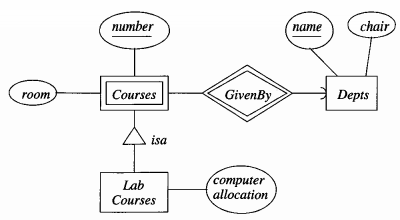 number
name
chair
room
Courses
GivenBy
Depts
isa
Lab
Courses
computer
allocation